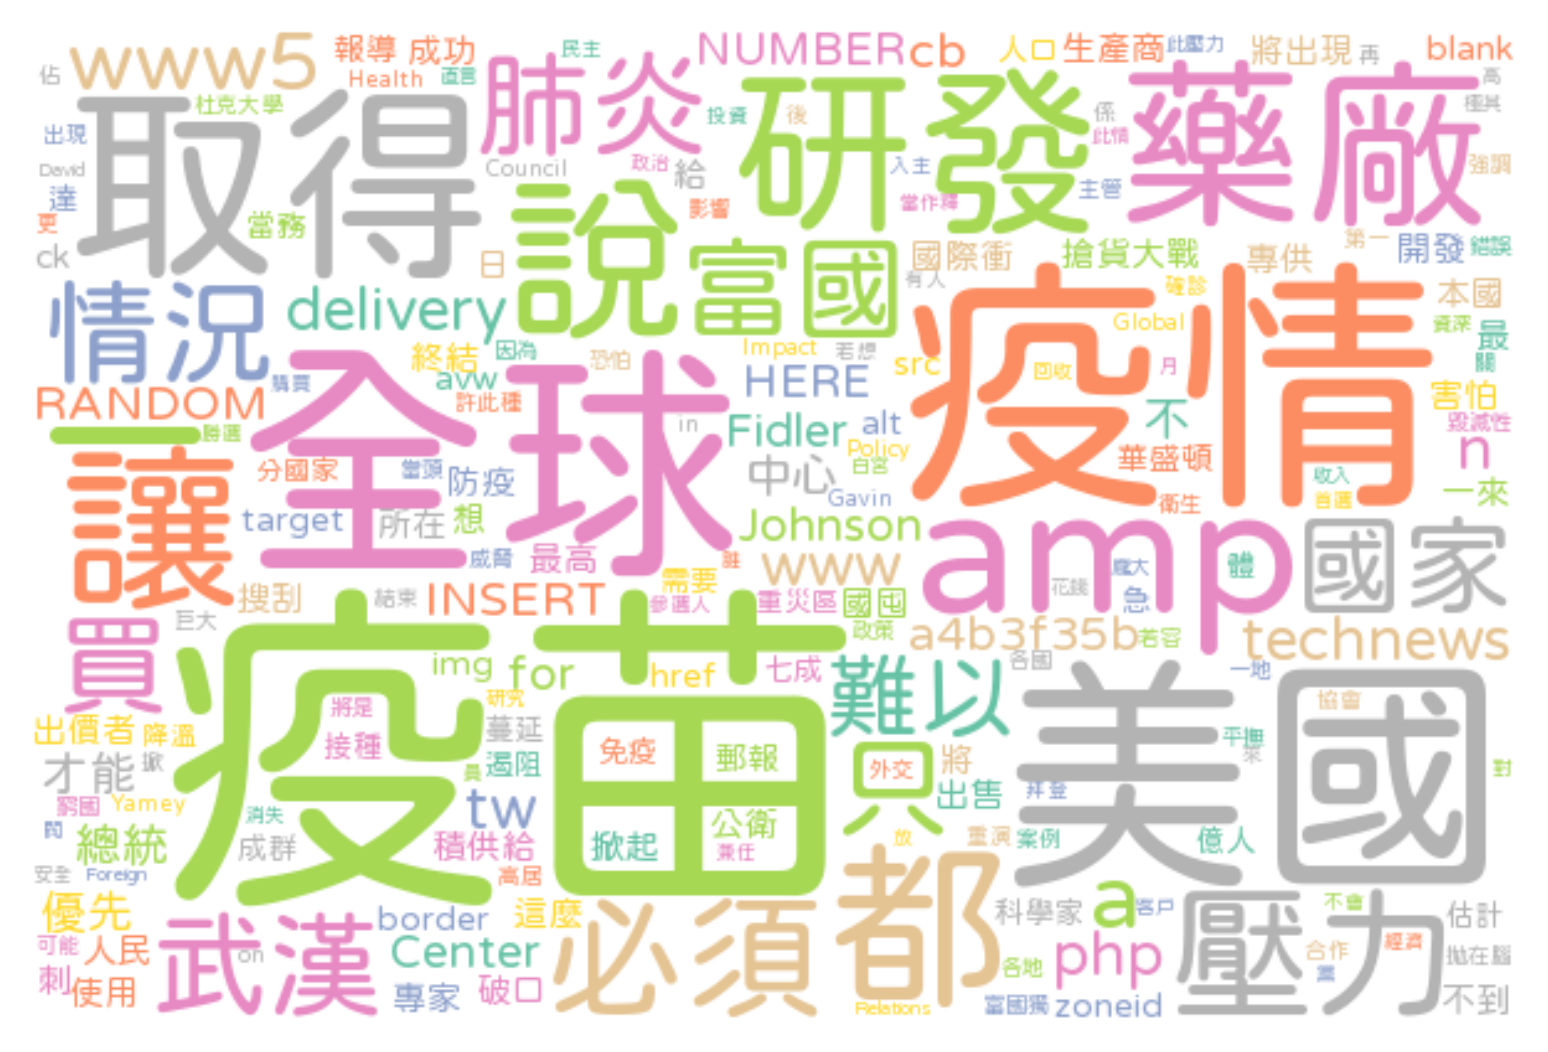 www5
報導
成功
民主
NUMBER
cb
人口
生產商
此壓力
將出現
再
blank
佔
Health
直言
肺炎
研發
藥廠
高
取得
杜克大學
極其
出現
投資
後
係
此情
David
Council
政治
給
入主
強調
達
主管
當作釋
更
當務
說
影響
富國
國際衝
搶貨大戰
專供
第一
開發
錯誤
ck
日
有人
情況
delivery
疫情
確診
本國
Global
資深
最
終結
因為
恐怕
Impact
若想
src
關
購買
avw
HERE
回收
月
RANDOM
許此種
害怕
全球
讓
勝選
in
Fidler
alt
不
毀滅性
Policy
n
分國家
當頭
防疫
中心
白宮
華盛頓
收入
Gavin
首選
一來
target
所在
想
Johnson
衛生
amp
國家
威脅
最高
誰
www
龐大
體
搜刮
結束
INSERT
需要
參選人
重災區
國囤
花錢
急
買
巨大
疫苗
政策
a4b3f35b
若容
technews
img
for
href
七成
難以
各國
一地
美國
將是
研究
協會
出價者
降溫
接種
蔓延
免疫
郵報
平撫
來
才能
掀
員
遏阻
只
外交
將
對
出售
拜登
窮國
Yamey
消失
tw
公衛
總統
成群
積供給
掀起
兼任
放
重演
案例
億人
安全
Foreign
高居
都
優先
武漢
border
這麼
必須
科學家
a
客戶
壓力
不會
估計
可能
人民
on
Center
php
經濟
合作
拋在腦
刺
使用
專家
破口
各地
黨
Relations
富國獨
zoneid
不到